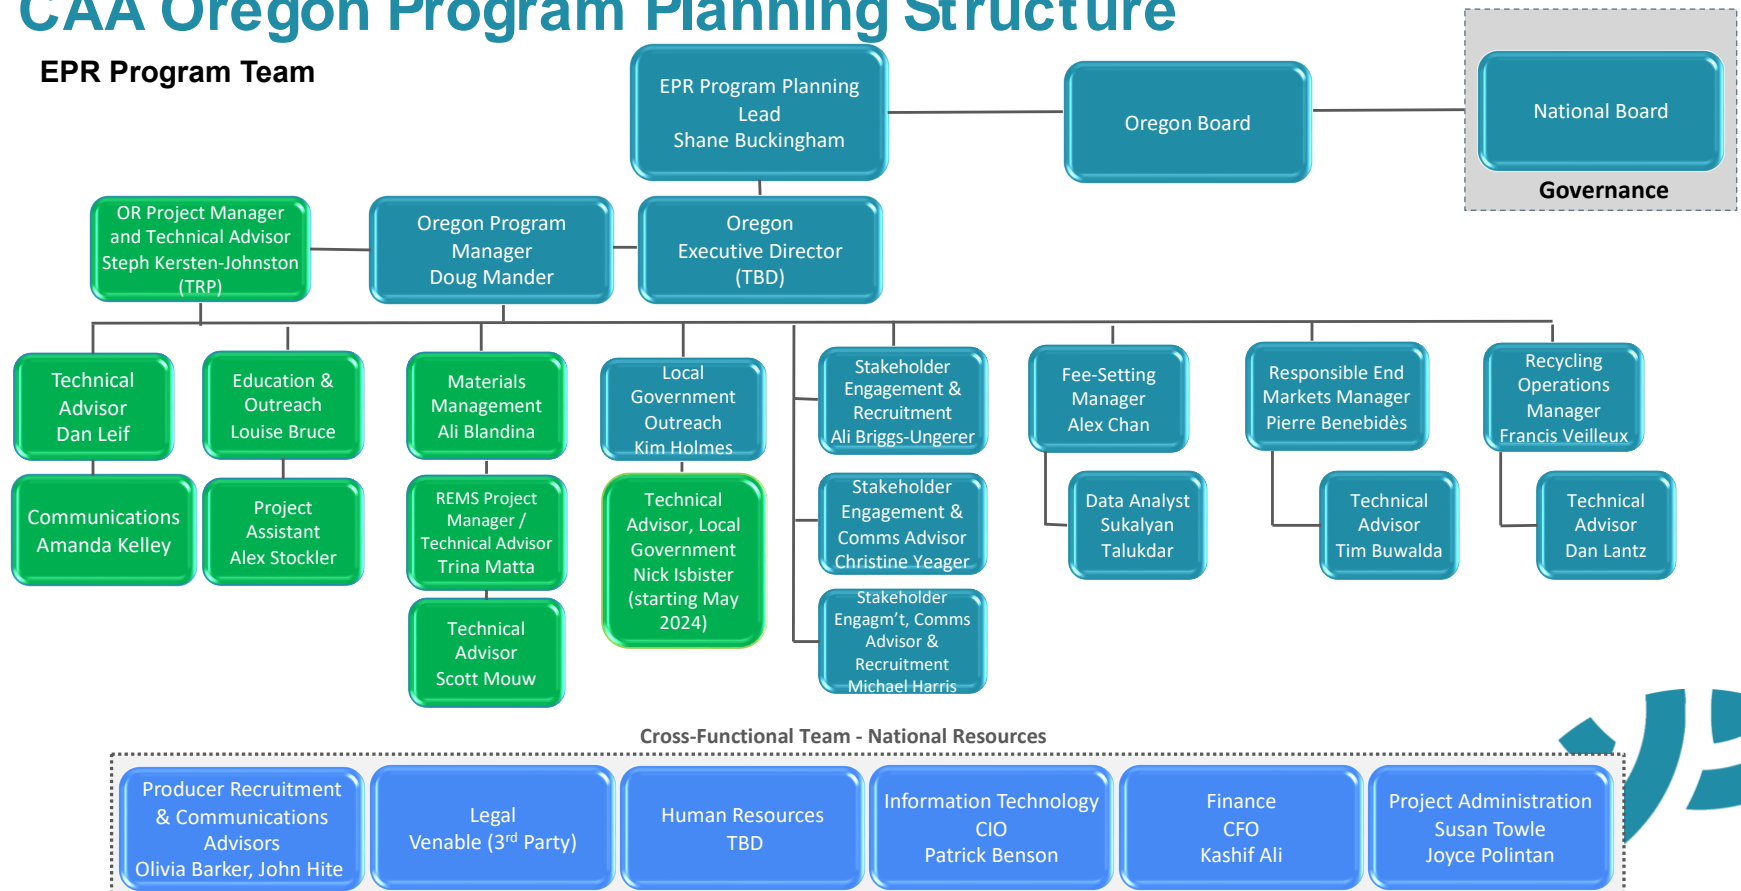 CAA Oregon Program Planning Structure
EPR Program Team
EPR Program Planning
Lead
Shane Buckingham
Oregon Board
National Board
Governance
OR Project Manager
and Technical Advisor
Steph Kersten-Johnston
(TRP)
Oregon Program
Manager
Doug Mander
Oregon
Executive Director
(TBD)
Technical
Advisor
Dan Leif
Education &
Outreach
Louise Bruce
Materials
Management
Ali Blandina
Local
Government
Outreach
Kim Holmes
Stakeholder
Engagement &
Recruitment
Ali Briggs-Ungerer
Fee-Setting
Manager
Alex Chan
Responsible End
Markets Manager
Pierre Benebidès
Recycling
Operations
Manager
Francis Veilleux
Communications
Amanda Kelley
Project
Assistant
Alex Stockler
REMS Project
Manager /
Technical Advisor
Trina Matta
Technical
Advisor, Local
Government
Nick Isbister
(starting May
2024)
Stakeholder
Engagement &
Comms Advisor
Christine Yeager
Data Analyst
Sukalyan
Talukdar
Technical
Advisor
Tim Buwalda
Technical
Advisor
Dan Lantz
Technical
Advisor
Scott Mouw
Stakeholder
Engagm't, Comms
Advisor &
Recruitment
Michael Harris
Cross-Functional Team - National Resources
Producer Recruitment
& Communications
Advisors
Olivia Barker, John Hite
Legal
Venable (3rd Party)
Human Resources
TBD
Information Technology
CIO
Patrick Benson
Finance
CFO
Kashif Ali
Project Administration
Susan Towle
Joyce Polintan